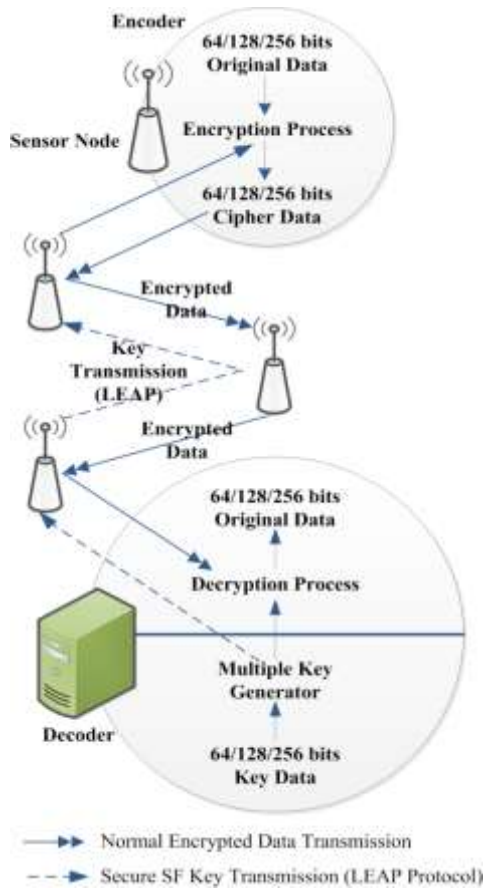 Encoder
64/128/256 bits
Original Data
Sensor Node
Encryption Process
64/128/256 bits
Cipher Data
Encrypted
Data
Key
Transmission
(LEAP)
Encrypted
Data
64/128/256 bits
Original Data
Decryption Process
Multiple Key
Generator
Decoder
64/128/256 bits
Key Data
Normal Encrypted Data Transmission
Secure SF Key Transmission (LEAP Protocol)